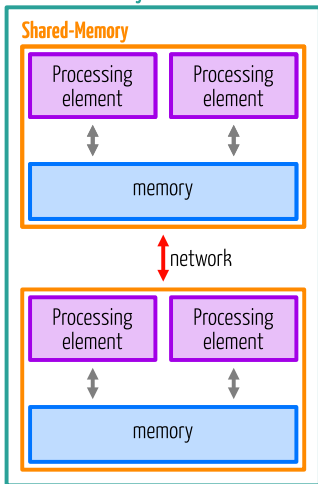 Shared-Memory
Processing
element
Processing
element
memory
network
Processing
element
Processing
element
memory